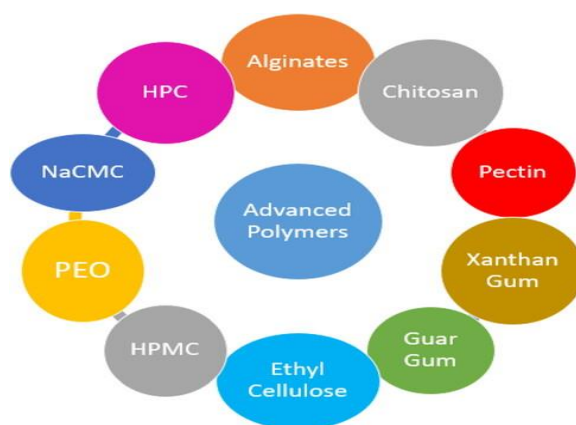 Alginates
Chitosan
Pectin
Xanthan
Gum
Guar
Gum
Ethyl
Cellulose
HPMC
PEO
NaCMC
HPC
Advanced
Polymers